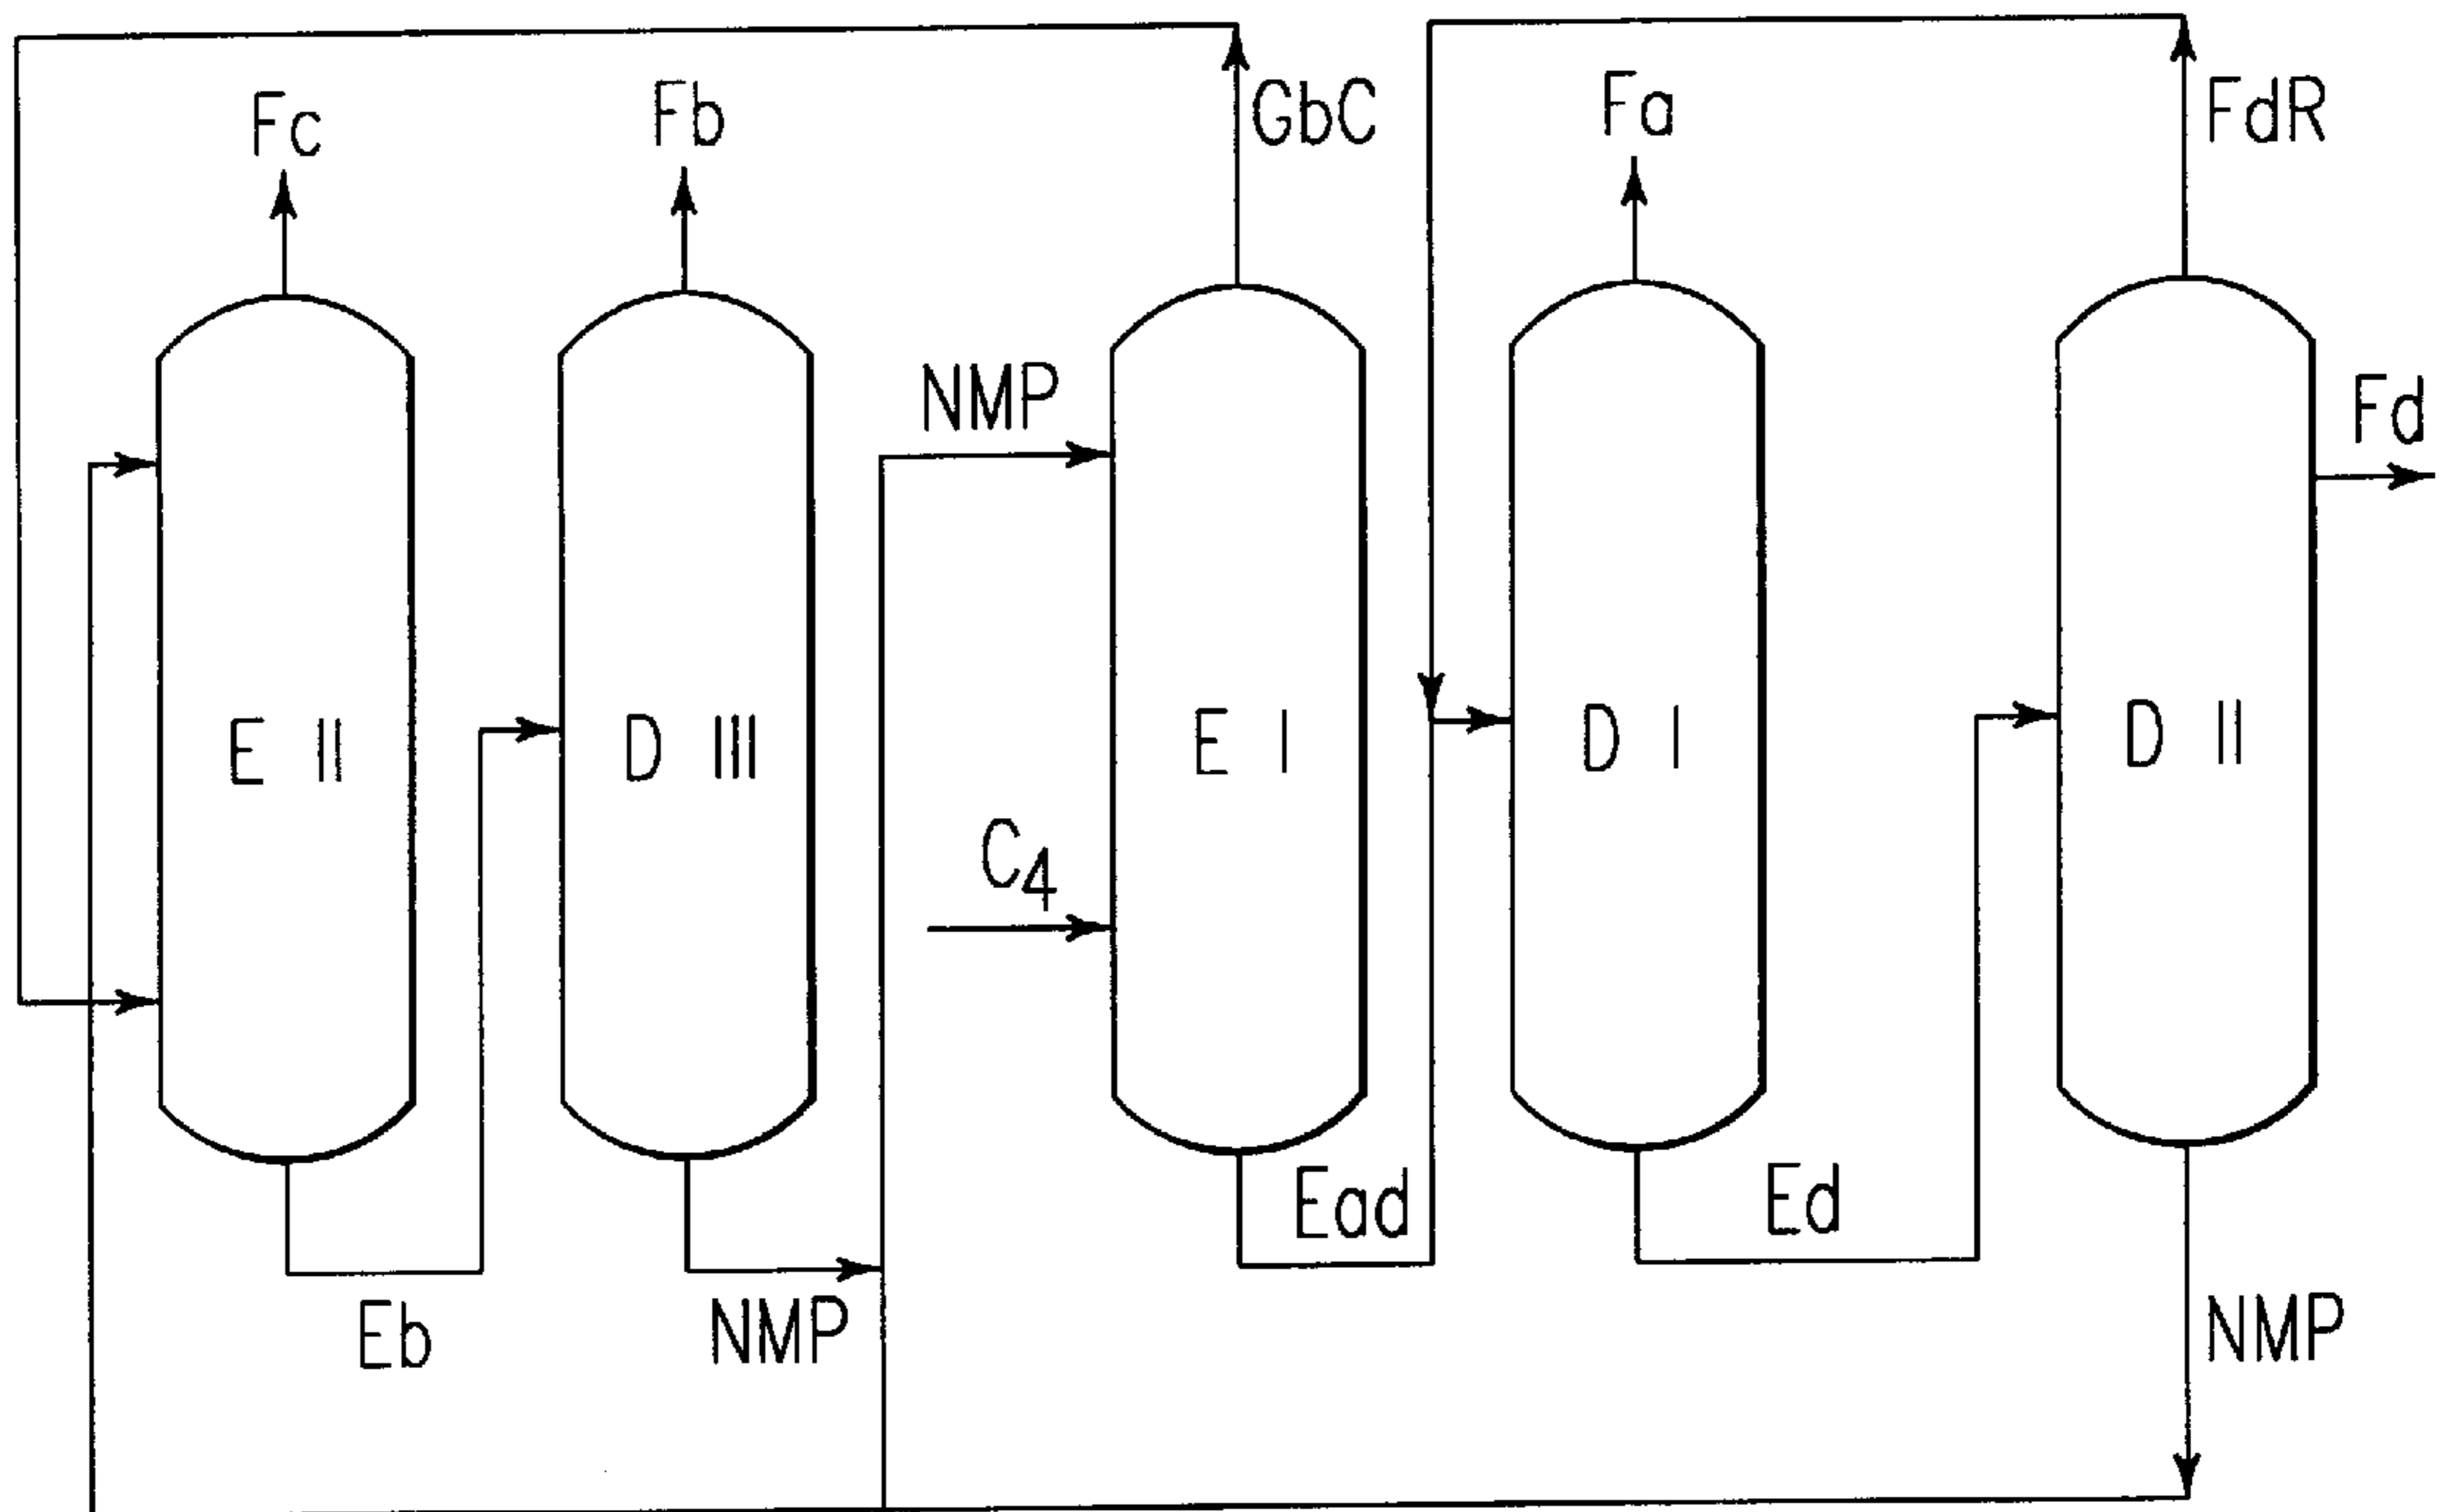 Fc
Fb
GbC
Fa
FdR
NMP
Fd
E II
D III
E I
D I
D II
C4
Ead
Ed
Eb
NMP
NMP